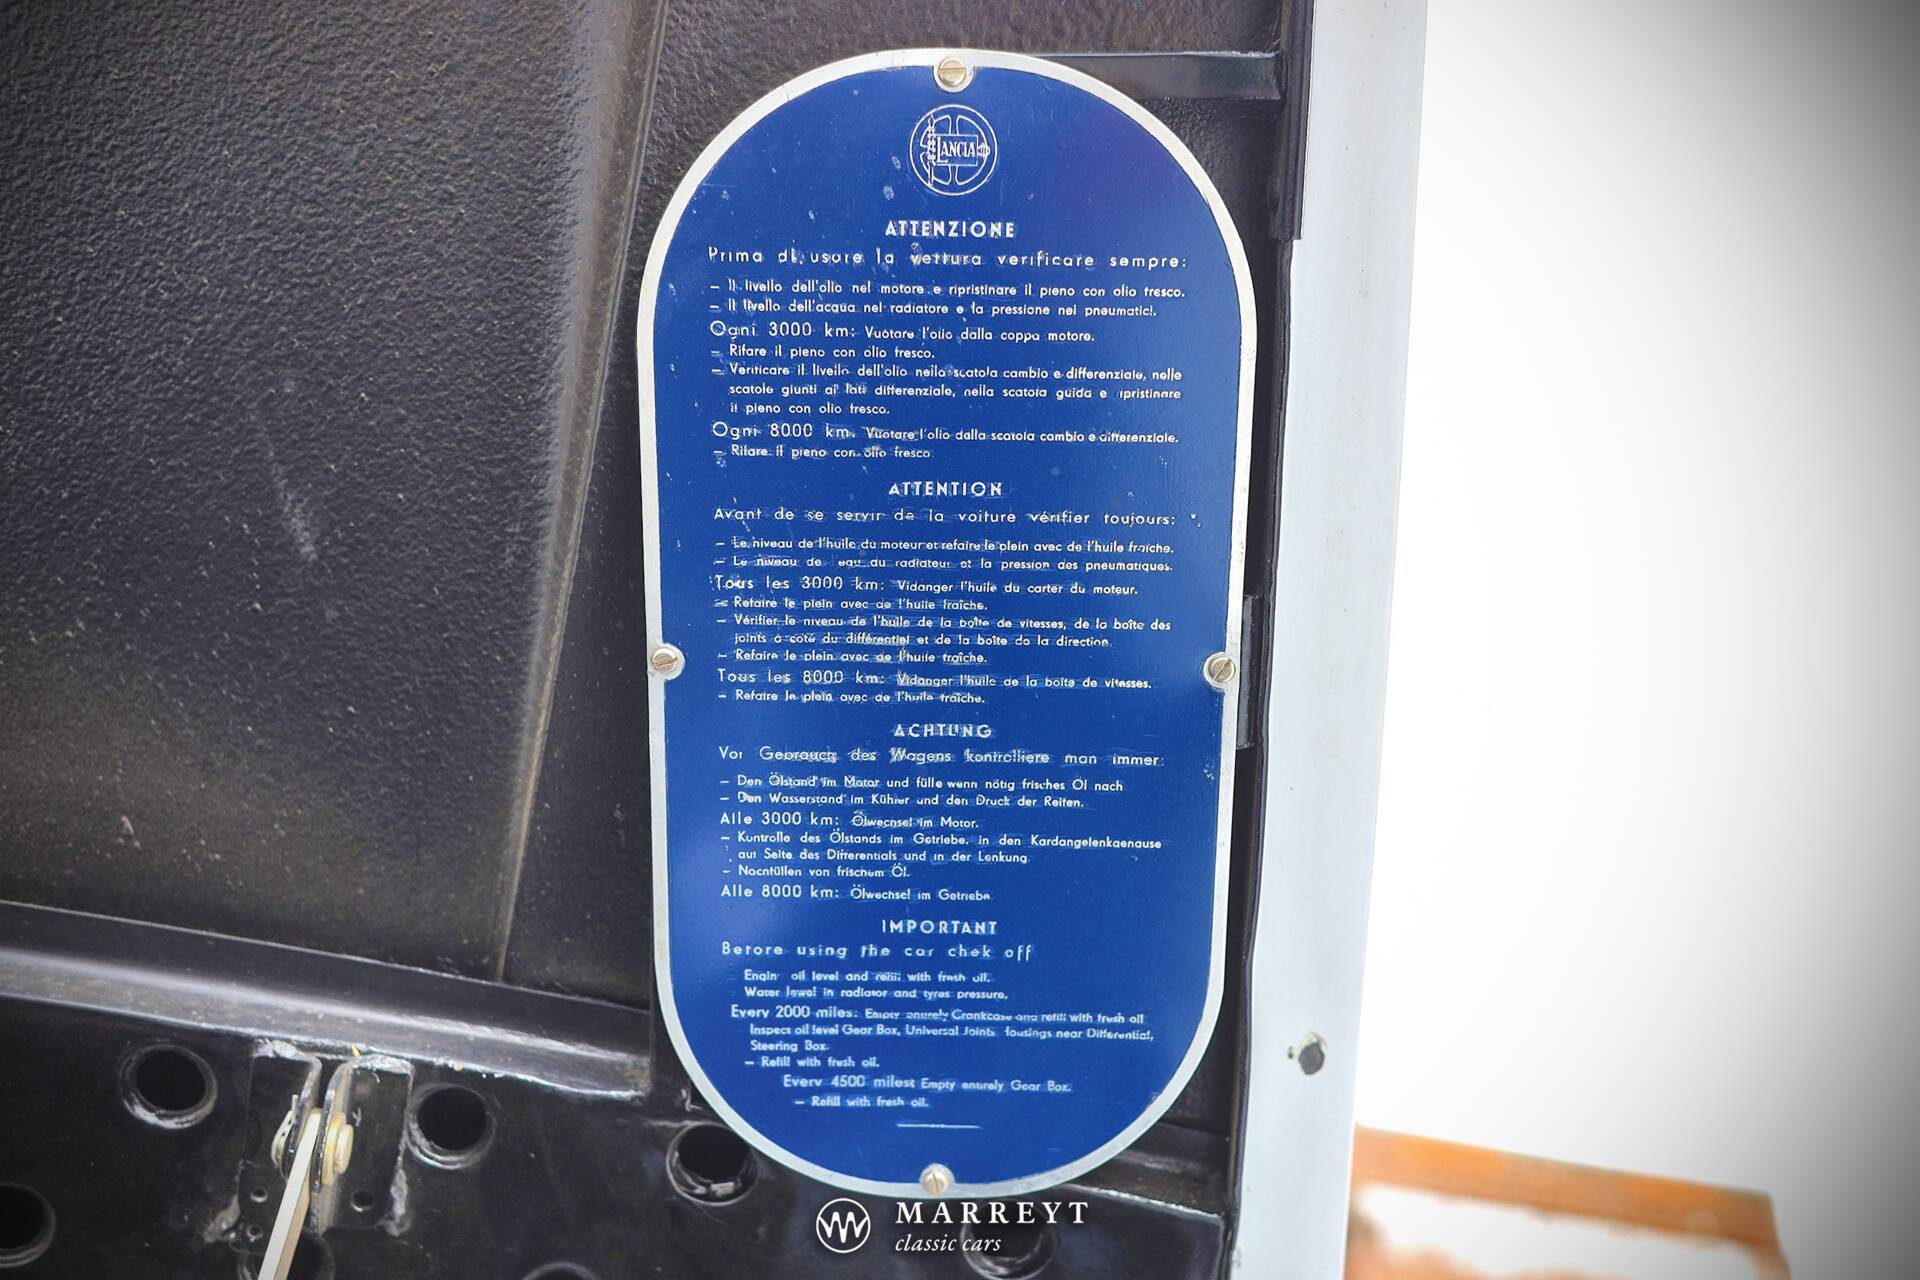 LANCIA
ATTENZIONE
Prima di usare la vettura verificare sempre:
– Il livello dell'olio nel motore e ripristinare il pieno con olio fresco.
– Il livello dell'acqua nel radiatore e la pressione nei pneumatici.
Ogni 3000 km: Vuotare l'olio dalla coppa motore.
– Rifare il pieno con olio fresco.
– Verificare il livello dell'olio nella scatola cambio e differenziale, nelle
scatole giunti ai lati differenziale, nella scatola guida e ripristinare
il pieno con olio fresco.
Ogni 8000 km. Vuotare l'olio dalla scatola cambio e differenziale.
– Rifare il pieno con olio fresco
ATTENTION
Avant de se servir de la voiture vérifier toujours:
– Le niveau de l'huile du moteur et refaire le plein avec de l'huile fraîche.
– Le niveau de l'eau du radiateur et la pression des pneumatiques.
Tous les 3000 km: Vidanger l'huile du carter du moteur.
– Refaire le plein avec de l'huile fraîche.
– Vérifier le niveau de l'huile de la boîte de vitesses, de la boîte des
joints à coté du différentiel et de la boîte de la direction.
– Refaire le plein avec de l'huile fraîche.
Tous les 8000 km: Vidanger l'huile de la boîte de vitesses.
– Refaire le plein avec de l'huile fraîche.
ACHTUNG
Vor Gebrauch des Wagens kontrolliere man immer:
– Den Ölstand im Motor und fülle wenn nötig frisches Öl nach
– Den Wasserstand im Kühler und den Druck der Reifen.
Alle 3000 km: Ölwechsel im Motor.
– Kontrolle des Ölstands im Getriebe, in den Kardangelenkgehäuse
auf Seite des Differentials und in der Lenkung.
– Nachfüllen von frischem Öl.
Alle 8000 km: Ölwechsel im Getriebe
IMPORTANT
Before using the car chek off
Engin oil level and refill with fresh oil.
Water lewel in radiator and tyres pressure.
Every 2000 miles: Empty enurely Crankcase and refill with fresh oil
Inspect oil level Gear Box, Universal Joints Housings near Differential,
Steering Box.
– Refill with fresh oil.
Every 4500 miles: Empty enurely Gear Box.
– Refill with fresh oil.
MARREYT
classic cars